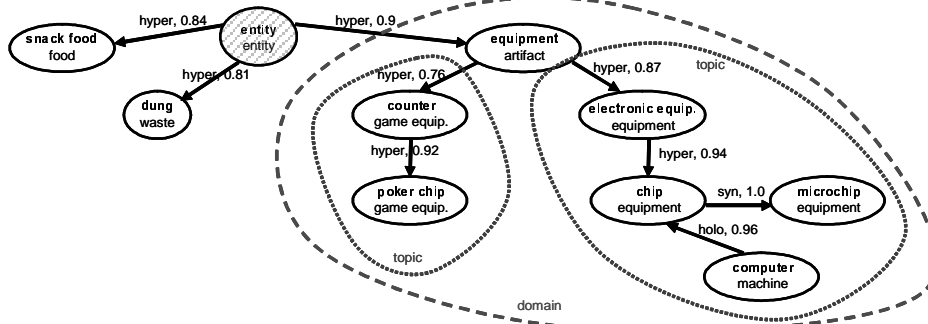 hyper, 0.84
hyper, 0.9
snack food
food
entity
entity
equipment
artifact
hyper, 0.81
hyper, 0.76
hyper, 0.87
topic
dung
waste
counter
game equip.
electronic equip.
equipment
hyper, 0.92
hyper, 0.94
poker chip
game equip.
chip
equipment
syn, 1.0
microchip
equipment
holo, 0.96
topic
computer
machine
domain